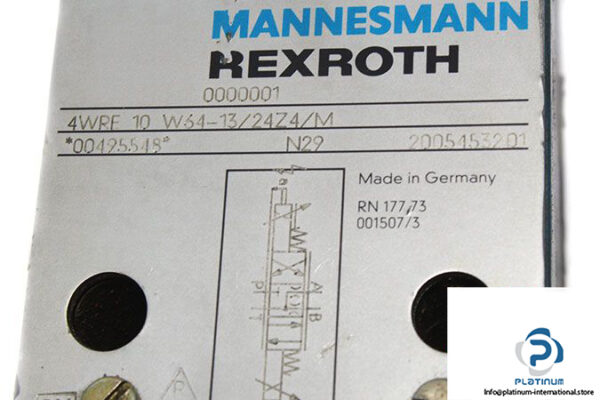 MANNESMANN
REXROTH
0000001
4WRE 10 W64-13/24Z4/M
*00425548* N29 2005453201
Made in Germany
RN 177,73
001507/3
A B
P T
P
PLATINUM
Info@platinum-international.store